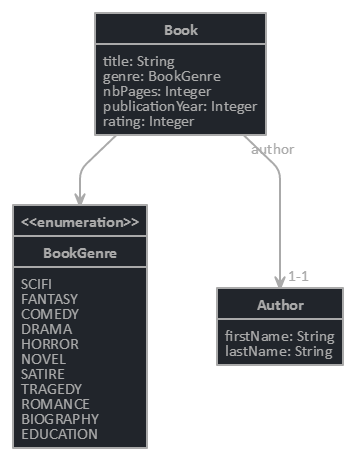 Book
title: String
genre: BookGenre
nbPages: Integer
publicationYear: Integer
rating: Integer
author
<<enumeration>>
BookGenre
SCIFI
FANTASY
COMEDY
DRAMA
HORROR
NOVEL
SATIRE
TRAGEDY
ROMANCE
BIOGRAPHY
EDUCATION
1-1
Author
firstName: String
lastName: String